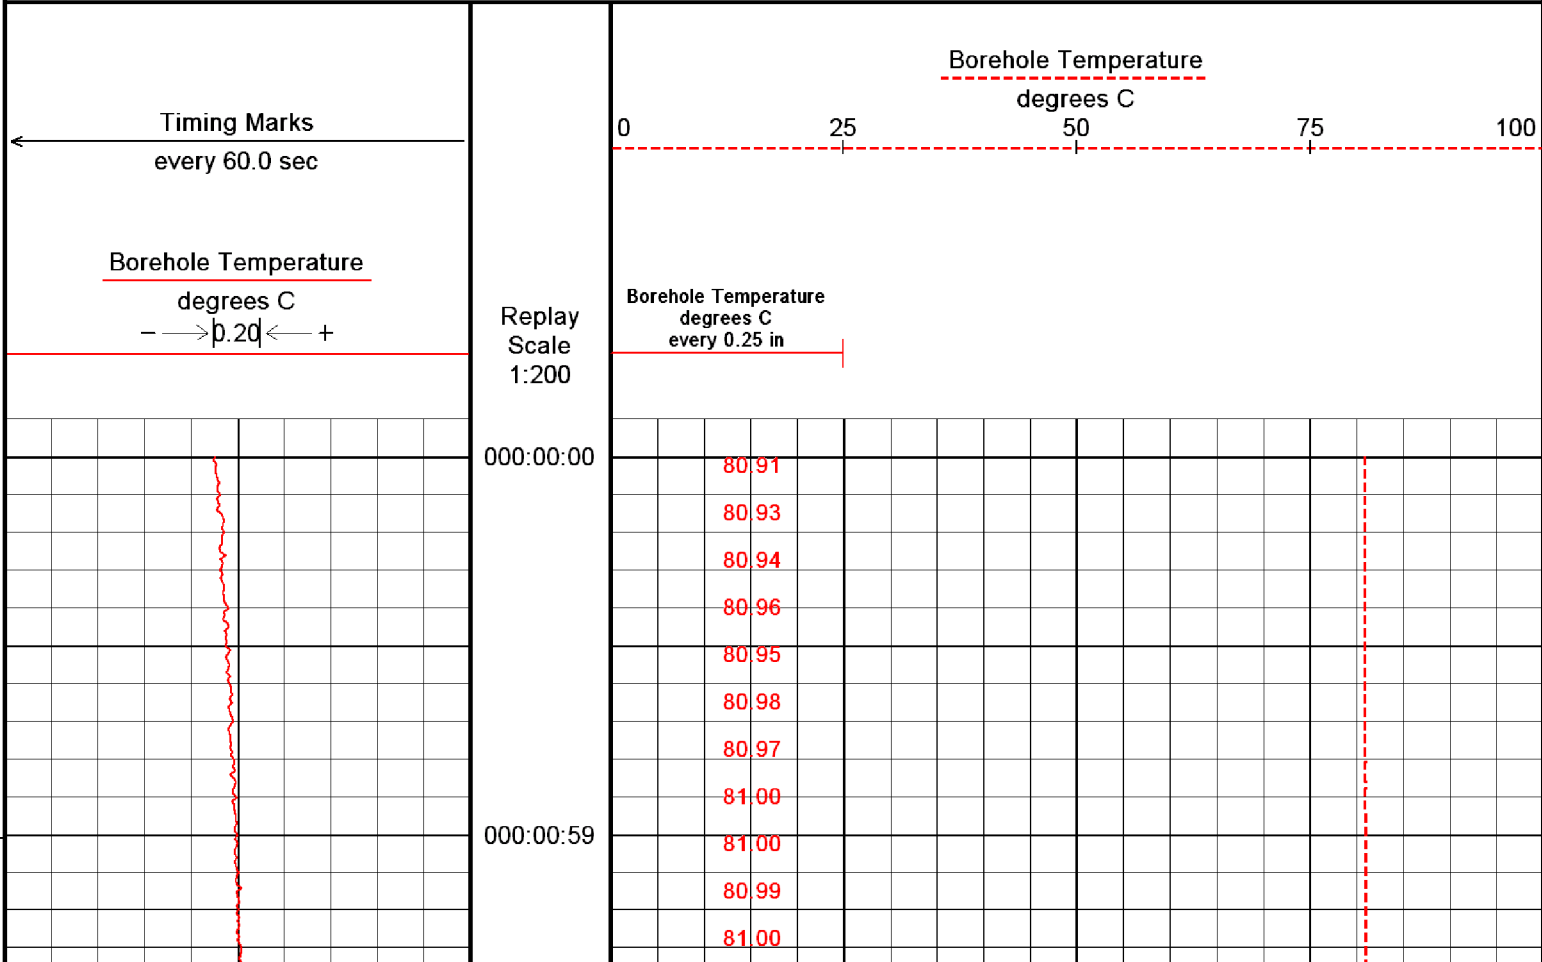 Timing Marks
every 60.0 sec
Borehole Temperature
degrees C
− 0.20 +
Replay
Scale
1:200
Borehole Temperature
degrees C
0 25 50 75 100
Borehole Temperature
degrees C
every 0.25 in
000:00:00
80.91
80.93
80.94
80.96
80.95
80.98
80.97
81.00
000:00:59
81.00
80.99
81.00